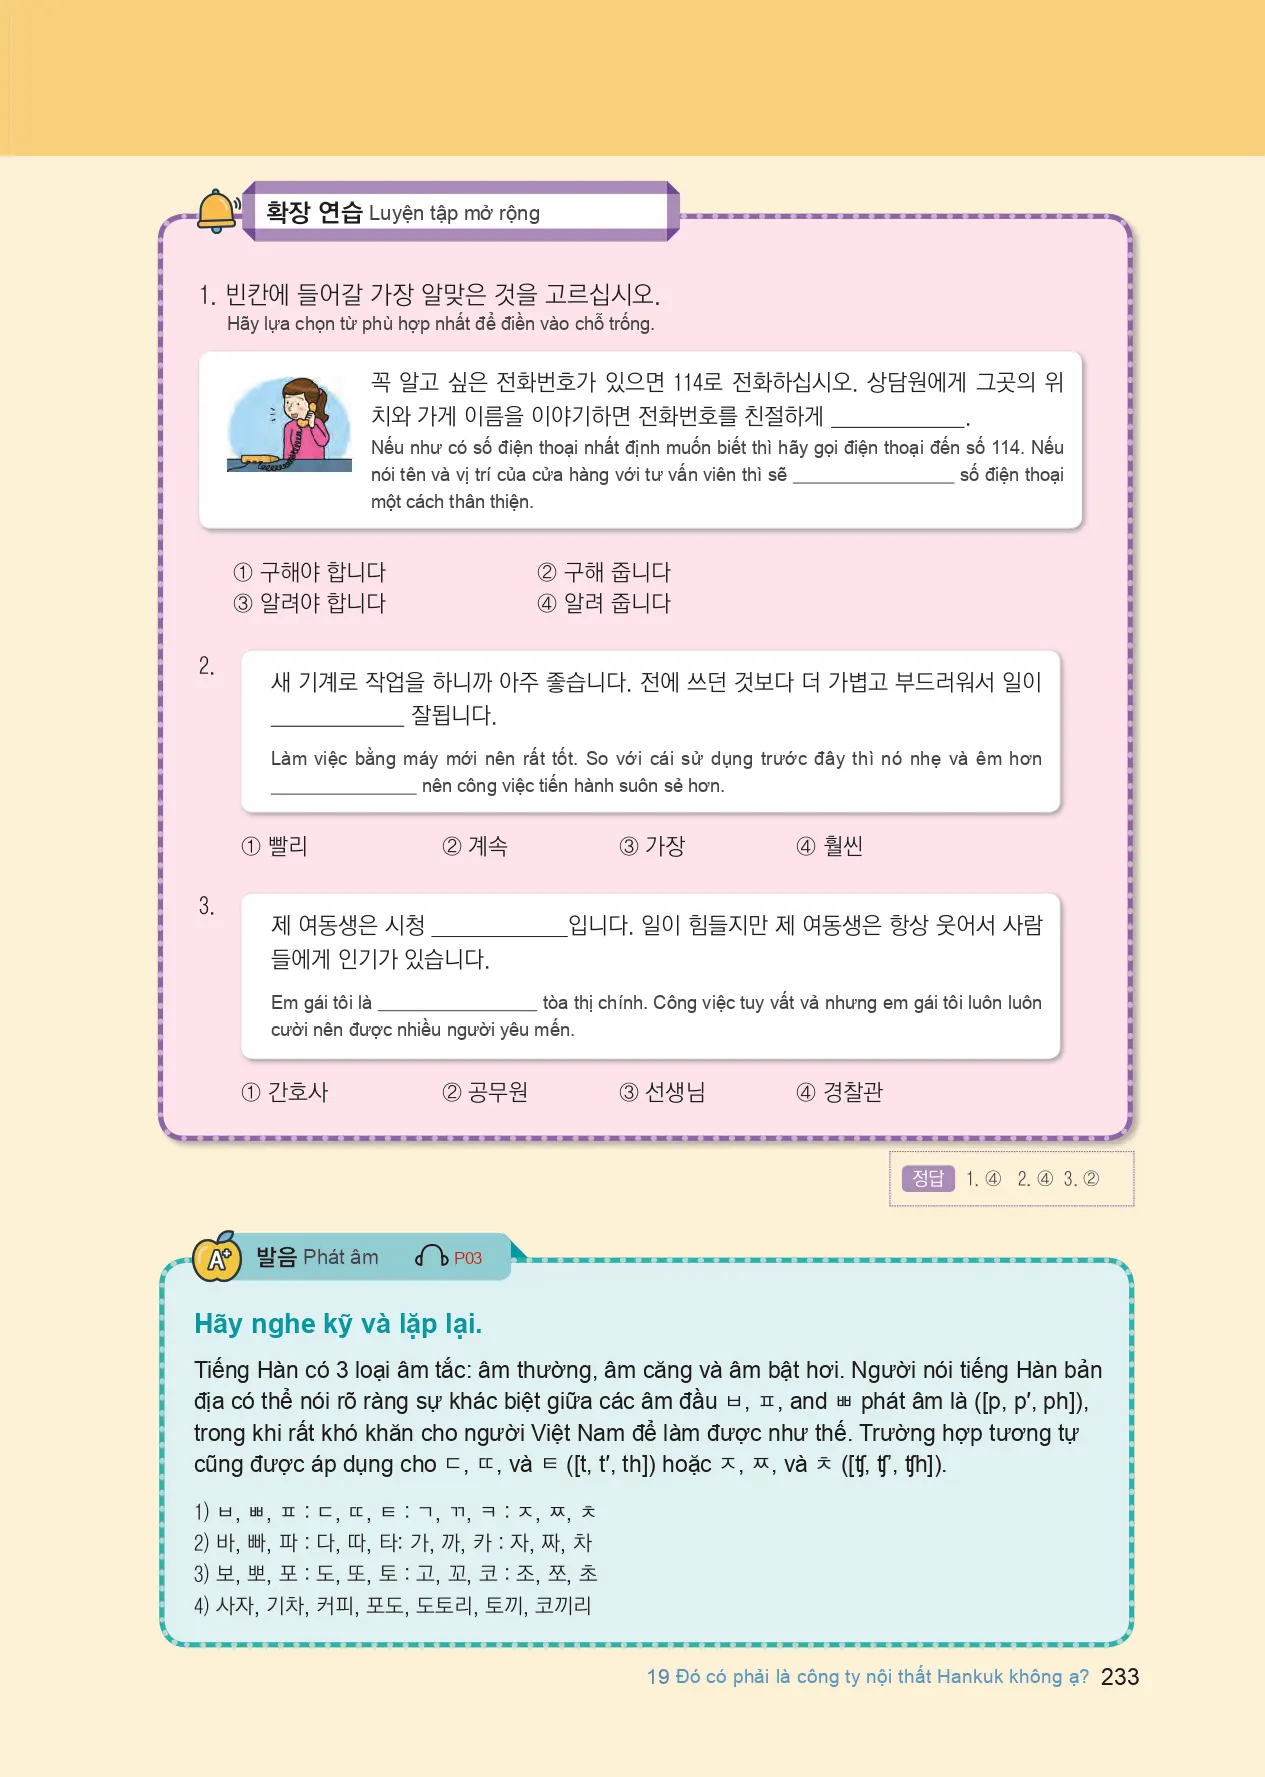 확장 연습 Luyện tập mở rộng
1. 빈칸에 들어갈 가장 알맞은 것을 고르십시오.
Hãy lựa chọn từ phù hợp nhất để điền vào chỗ trống.
꼭 알고 싶은 전화번호가 있으면 114로 전화하십시오. 상담원에게 그곳의 위
치와 가게 이름을 이야기하면 전화번호를 친절하게 ____________.
Nếu như có số điện thoại nhất định muốn biết thì hãy gọi điện thoại đến số 114. Nếu
nói tên và vị trí của cửa hàng với tư vấn viên thì sẽ ________________ số điện thoại
một cách thân thiện.
① 구해야 합니다 ② 구해 줍니다
③ 알려야 합니다 ④ 알려 줍니다
2.
새 기계로 작업을 하니까 아주 좋습니다. 전에 쓰던 것보다 더 가볍고 부드러워서 일이
____________ 잘됩니다.
Làm việc bằng máy mới nên rất tốt. So với cái sử dụng trước đây thì nó nhẹ và êm hơn
______________ nên công việc tiến hành suôn sẻ hơn.
① 빨리 ② 계속 ③ 가장 ④ 훨씬
3.
제 여동생은 시청 ____________입니다. 일이 힘들지만 제 여동생은 항상 웃어서 사람
들에게 인기가 있습니다.
Em gái tôi là ________________ tòa thị chính. Công việc tuy vất vả nhưng em gái tôi luôn luôn
cười nên được nhiều người yêu mến.
① 간호사 ② 공무원 ③ 선생님 ④ 경찰관
정답 1. ④ 2. ④ 3. ②
A+ 발음 Phát âm P03
Hãy nghe kỹ và lặp lại.
Tiếng Hàn có 3 loại âm tắc: âm thường, âm căng và âm bật hơi. Người nói tiếng Hàn bản
địa có thể nói rõ ràng sự khác biệt giữa các âm đầu ㅂ, ㅍ, and ㅃ phát âm là ([p, p′, ph]),
trong khi rất khó khăn cho người Việt Nam để làm được như thế. Trường hợp tương tự
cũng được áp dụng cho ㄷ, ㄸ, và ㅌ ([t, t′, th]) hoặc ㅈ, ㅉ, và ㅊ ([ʧ, ʧ′, ʧh]).
1) ㅂ, ㅃ, ㅍ : ㄷ, ㄸ, ㅌ : ㄱ, ㄲ, ㅋ : ㅈ, ㅉ, ㅊ
2) 바, 빠, 파 : 다, 따, 타: 가, 까, 카 : 자, 짜, 차
3) 보, 뽀, 포 : 도, 또, 토 : 고, 꼬, 코 : 조, 쪼, 초
4) 사자, 기차, 커피, 포도, 도토리, 토끼, 코끼리
19 Đó có phải là công ty nội thất Hankuk không ạ? 233